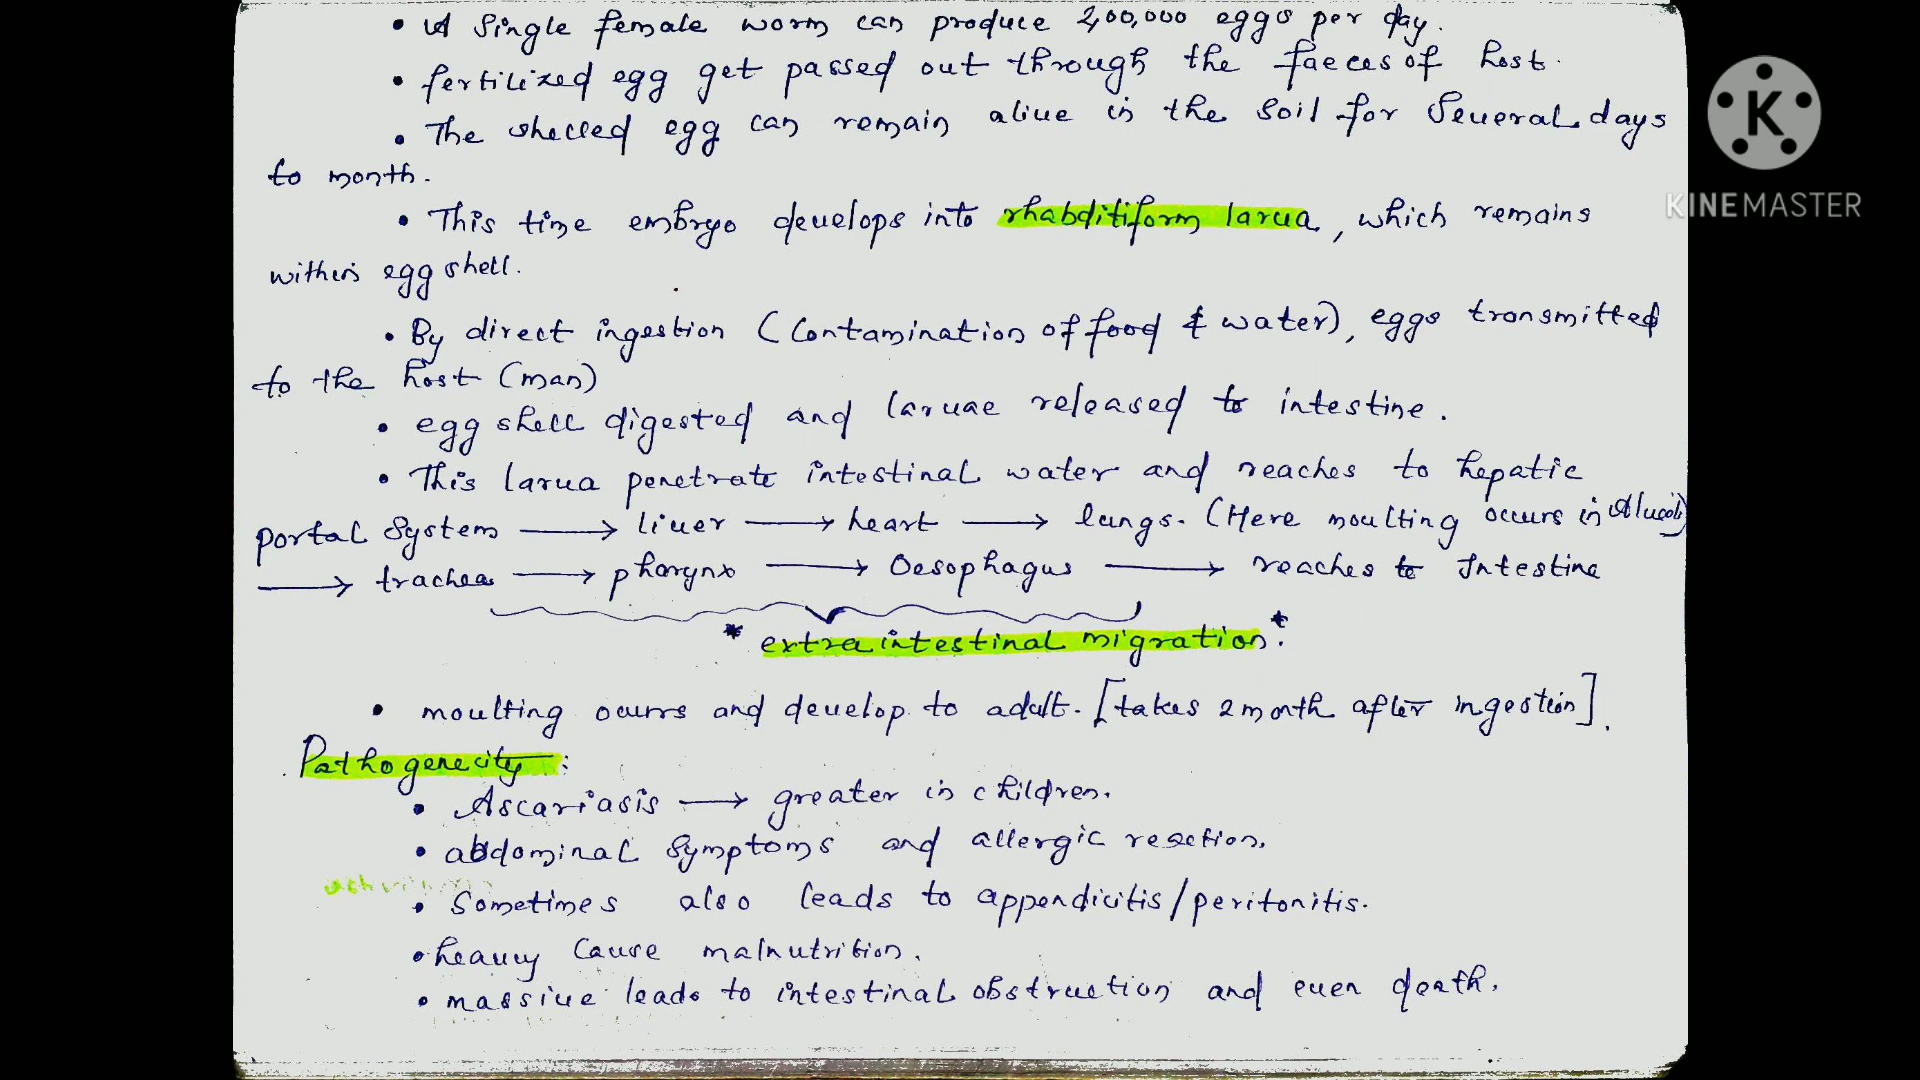 • A Single female worm can produce 2,00,000 eggs per day.
• fertilized egg get passed out through the faeces of host.
• The shelled egg can remain alive in the soil for Several days
to month.
• This time embryo develops into rhabditiform larva, which remains
within egg shell.
• By direct ingestion (Contamination of food & water), eggs transmitted
to the host (man)
• egg shell digested and larvae released to intestine.
• This larva penetrate intestinal water and reaches to hepatic
portal System → liver → heart → lungs. (Here moulting occurs in
→ trachea → pharynx → Oesophagus → reaches to Intestine
* extra intestinal migration:*
• moulting ocurrs and develop to adult. [takes 2 month after ingestion].
Pathogenecity:
• Ascariasis → greater in children.
• abdominal Symptoms and allergic reaction.
• Sometimes also leads to appendicitis/peritonitis.
• heavy Cause malnutrition.
• massive leads to intestinal obstruction and even death.
K
KINEMASTER